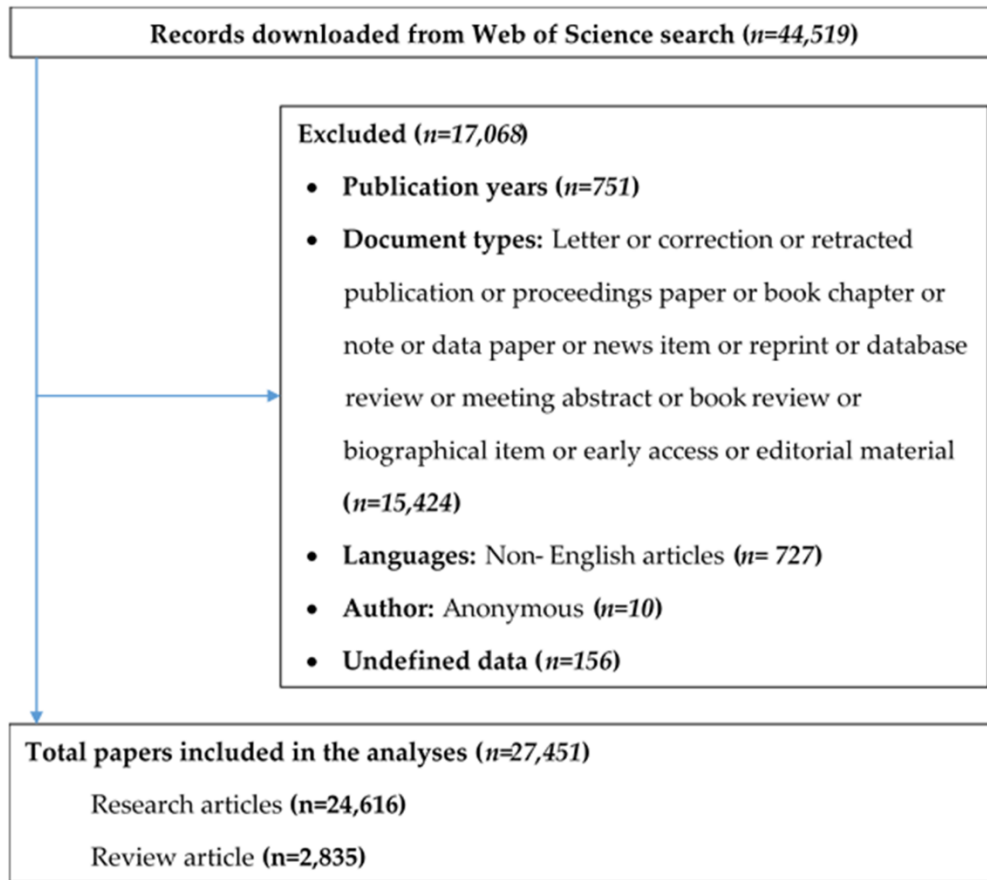 Records downloaded from Web of Science search (n=44,519)
Excluded (n=17,068)
• Publication years (n=751)
• Document types: Letter or correction or retracted
publication or proceedings paper or book chapter or
note or data paper or news item or reprint or database
review or meeting abstract or book review or
biographical item or early access or editorial material
(n=15,424)
• Languages: Non- English articles (n= 727)
• Author: Anonymous (n=10)
• Undefined data (n=156)
Total papers included in the analyses (n=27,451)
Research articles (n=24,616)
Review article (n=2,835)